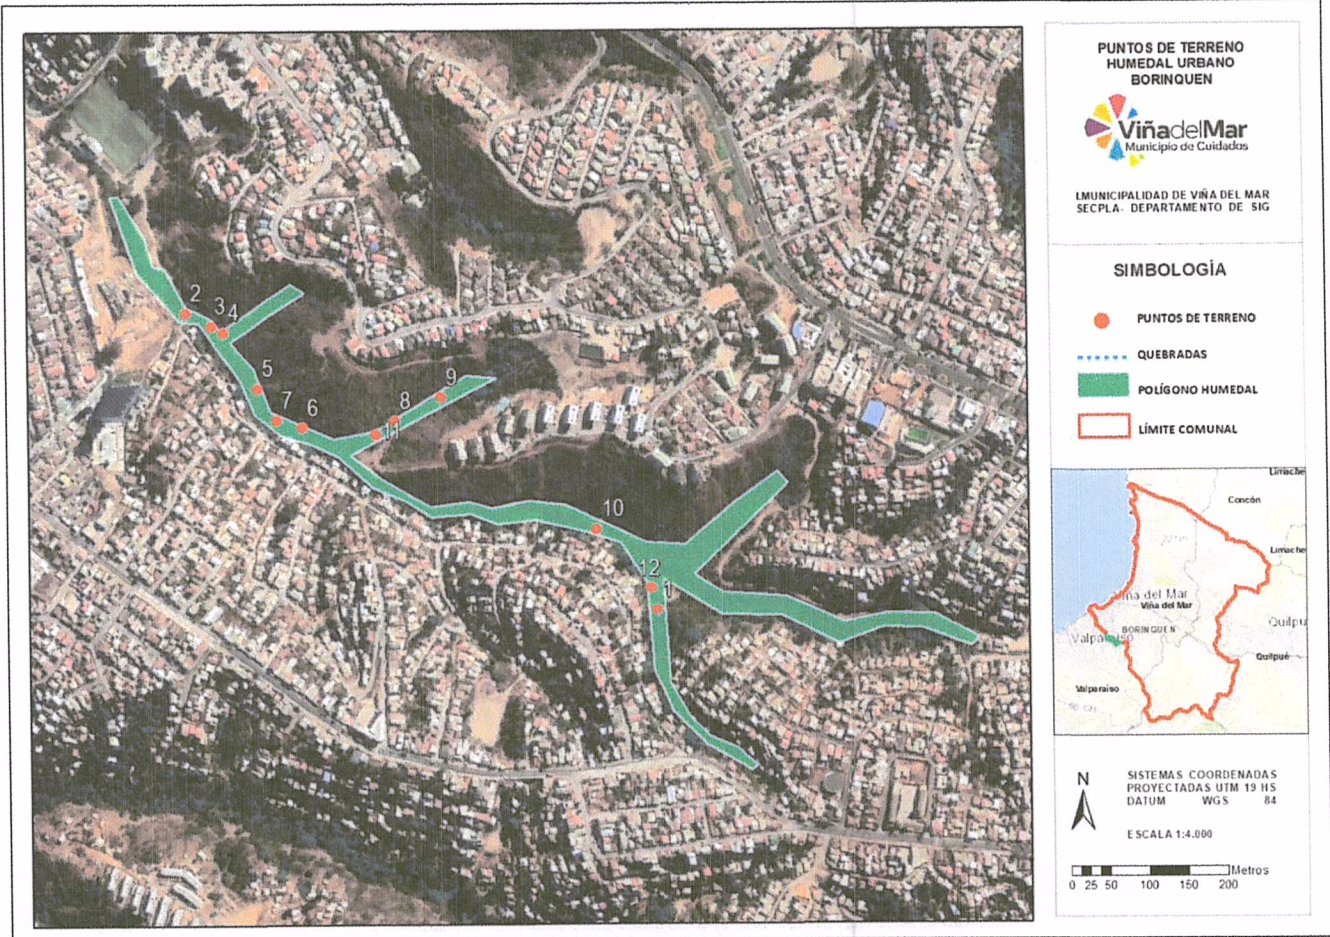 PUNTOS DE TERRENO
HUMEDAL URBANO
BORINQUEN
ViñadelMar
Municipio de Cuidados
I.MUNICIPALIDAD DE VIÑA DEL MAR
SECPLA- DEPARTAMENTO DE SIG
SIMBOLOGÍA
PUNTOS DE TERRENO
QUEBRADAS
POLÍGONO HUMEDAL
LÍMITE COMUNAL
2
3
4
5
7
6
11
8
9
10
12
1
Limache
Concón
Limache
Viña del Mar
Viña del Mar
Quilpu
BORINQUEN
Valparaíso
Quilpué
Valparaíso
N
SISTEMAS COORDENADAS
PROYECTADAS UTM 19 HS
DATUM WGS 84
ESCALA 1:4.000
0 25 50 100 150 200 Metros